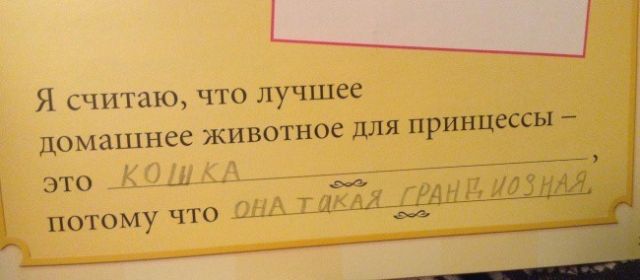 Я считаю, что лучшее
домашнее животное для принцессы –
это КОШКА,
потому что ОНА ТАКАЯ ГРАНДИОЗНАЯ.